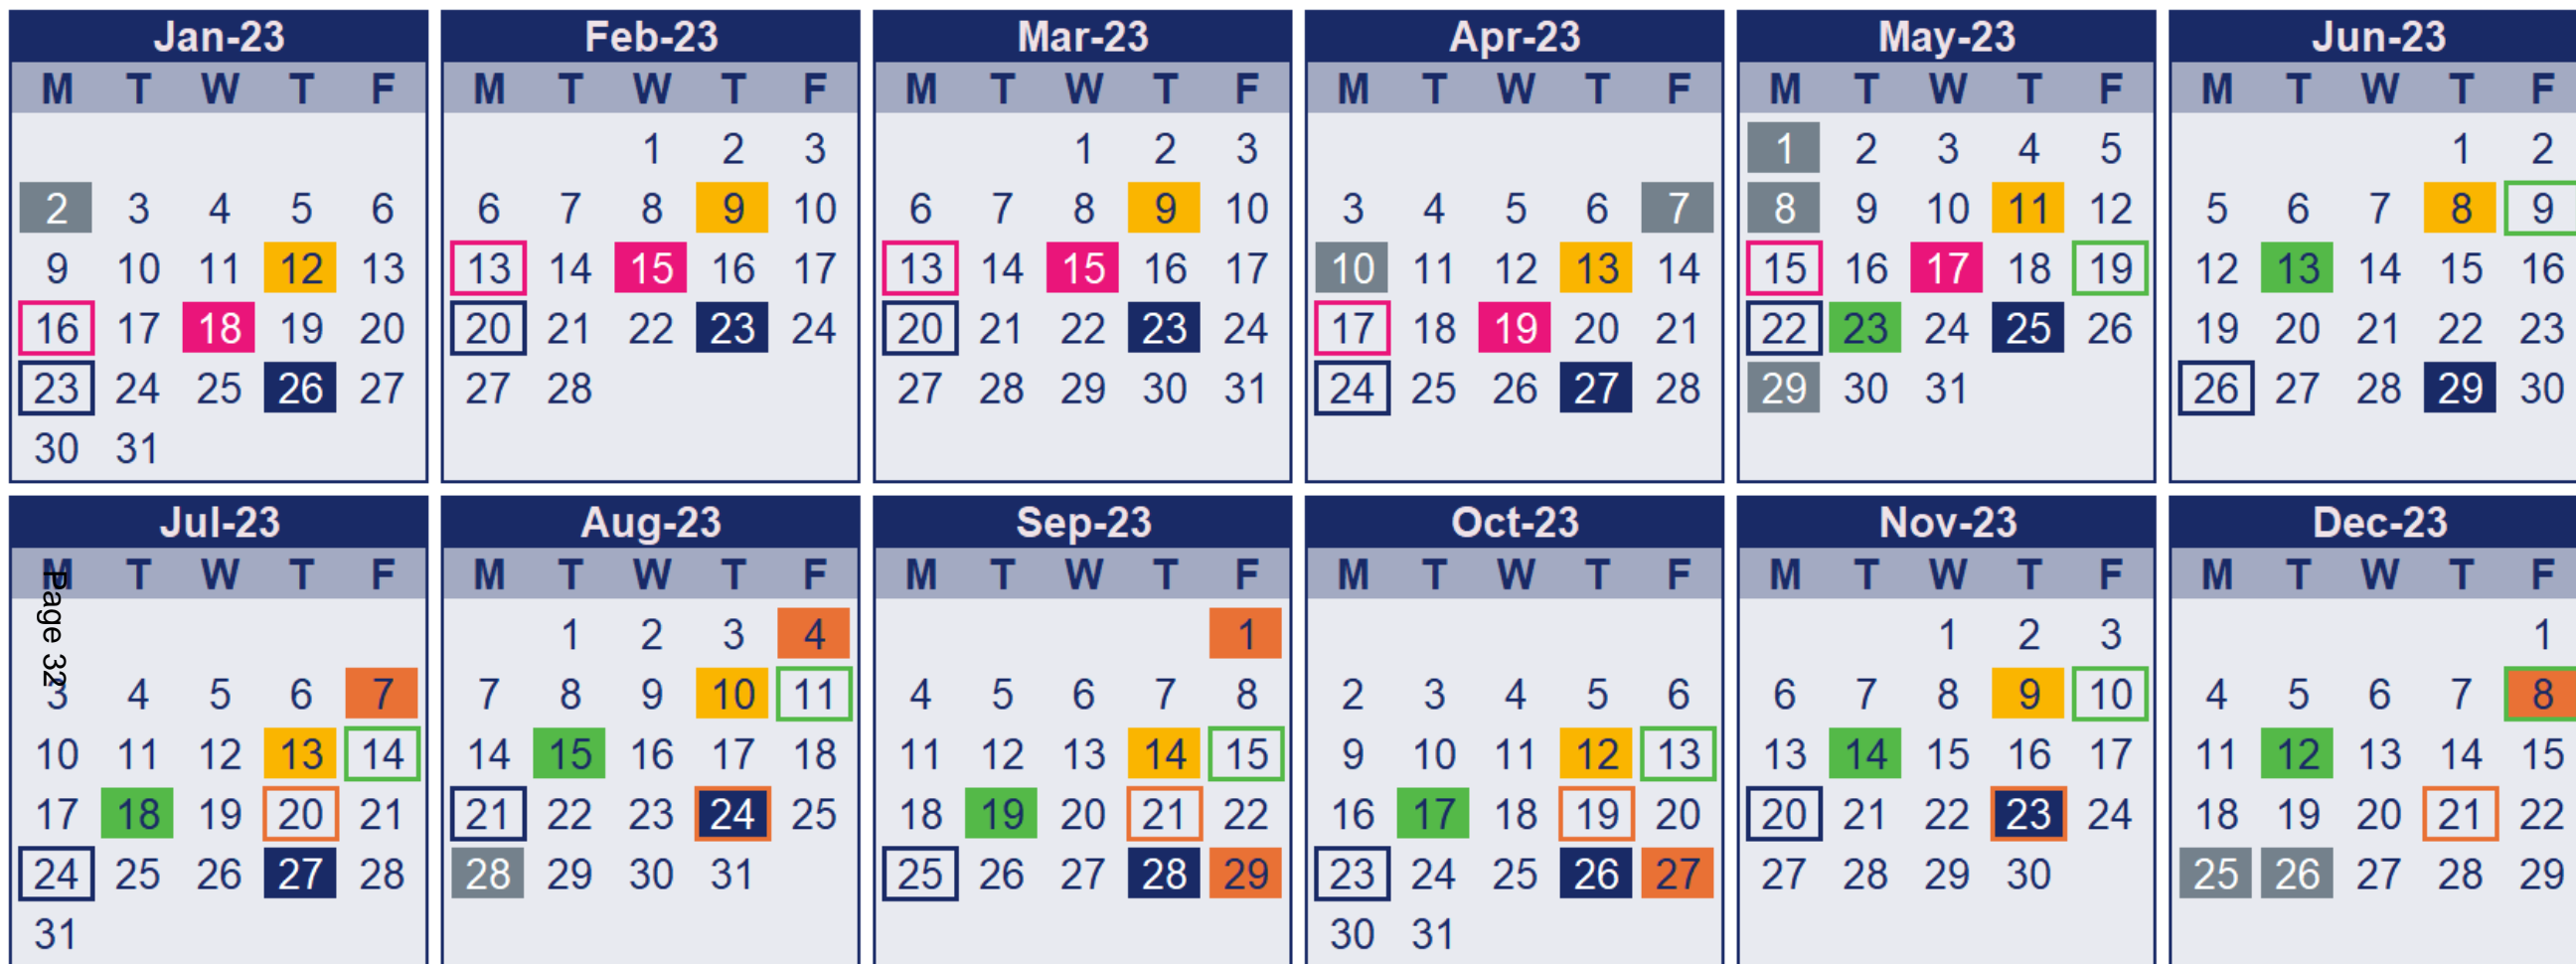 Jan-23 Feb-23 Mar-23 Apr-23 May-23 Jun-23
M T W T F M T W T F M T W T F M T W T F M T W T F M T W T F
1 2 3 1 2 3 1 2 3 4 5 1 2
2 3 4 5 6 6 7 8 9 10 6 7 8 9 10 3 4 5 6 7 8 9 10 11 12 5 6 7 8 9
9 10 11 12 13 13 14 15 16 17 13 14 15 16 17 10 11 12 13 14 15 16 17 18 19 12 13 14 15 16
16 17 18 19 20 20 21 22 23 24 20 21 22 23 24 17 18 19 20 21 22 23 24 25 26 19 20 21 22 23
23 24 25 26 27 27 28 27 28 29 30 31 24 25 26 27 28 29 30 31 26 27 28 29 30
30 31
Jul-23 Aug-23 Sep-23 Oct-23 Nov-23 Dec-23
M T W T F M T W T F M T W T F M T W T F M T W T F M T W T F
Page 32
1 2 3 4 1 1 2 3 1
3 4 5 6 7 7 8 9 10 11 4 5 6 7 8 2 3 4 5 6 6 7 8 9 10 4 5 6 7 8
10 11 12 13 14 14 15 16 17 18 11 12 13 14 15 9 10 11 12 13 13 14 15 16 17 11 12 13 14 15
17 18 19 20 21 21 22 23 24 25 18 19 20 21 22 16 17 18 19 20 20 21 22 23 24 18 19 20 21 22
24 25 26 27 28 28 29 30 31 25 26 27 28 29 23 24 25 26 27 27 28 29 30 25 26 27 28 29
31 30 31